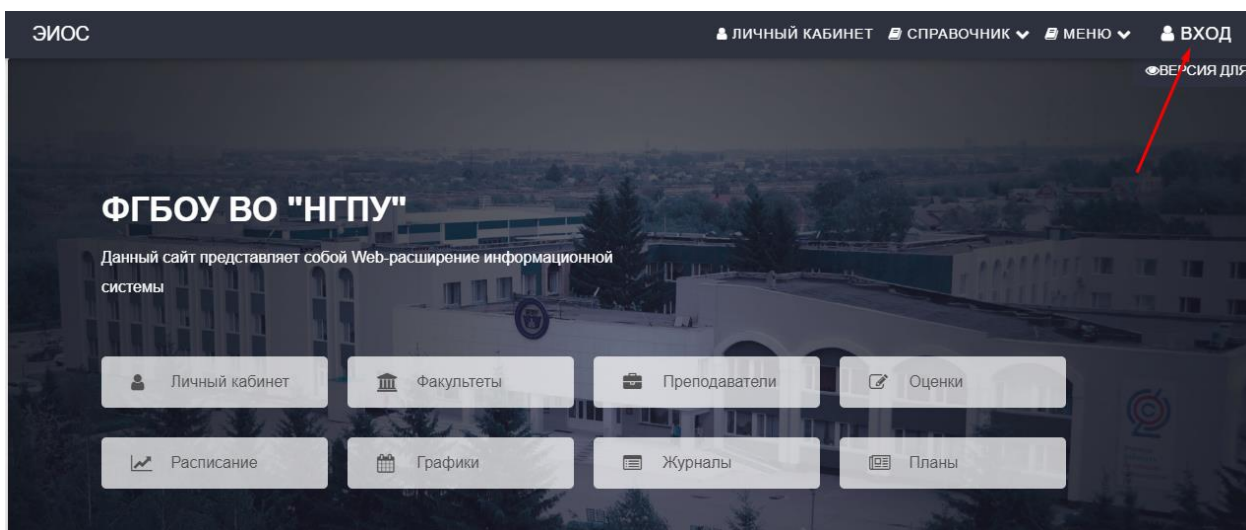 ЭИОС
ЛИЧНЫЙ КАБИНЕТ
СПРАВОЧНИК
МЕНЮ
ВХОД
ВЕРСИЯ ДЛЯ
ФГБОУ ВО "НГПУ"
Данный сайт представляет собой Web-расширение информационной
системы
Личный кабинет
Факультеты
Преподаватели
Оценки
Расписание
Графики
Журналы
Планы